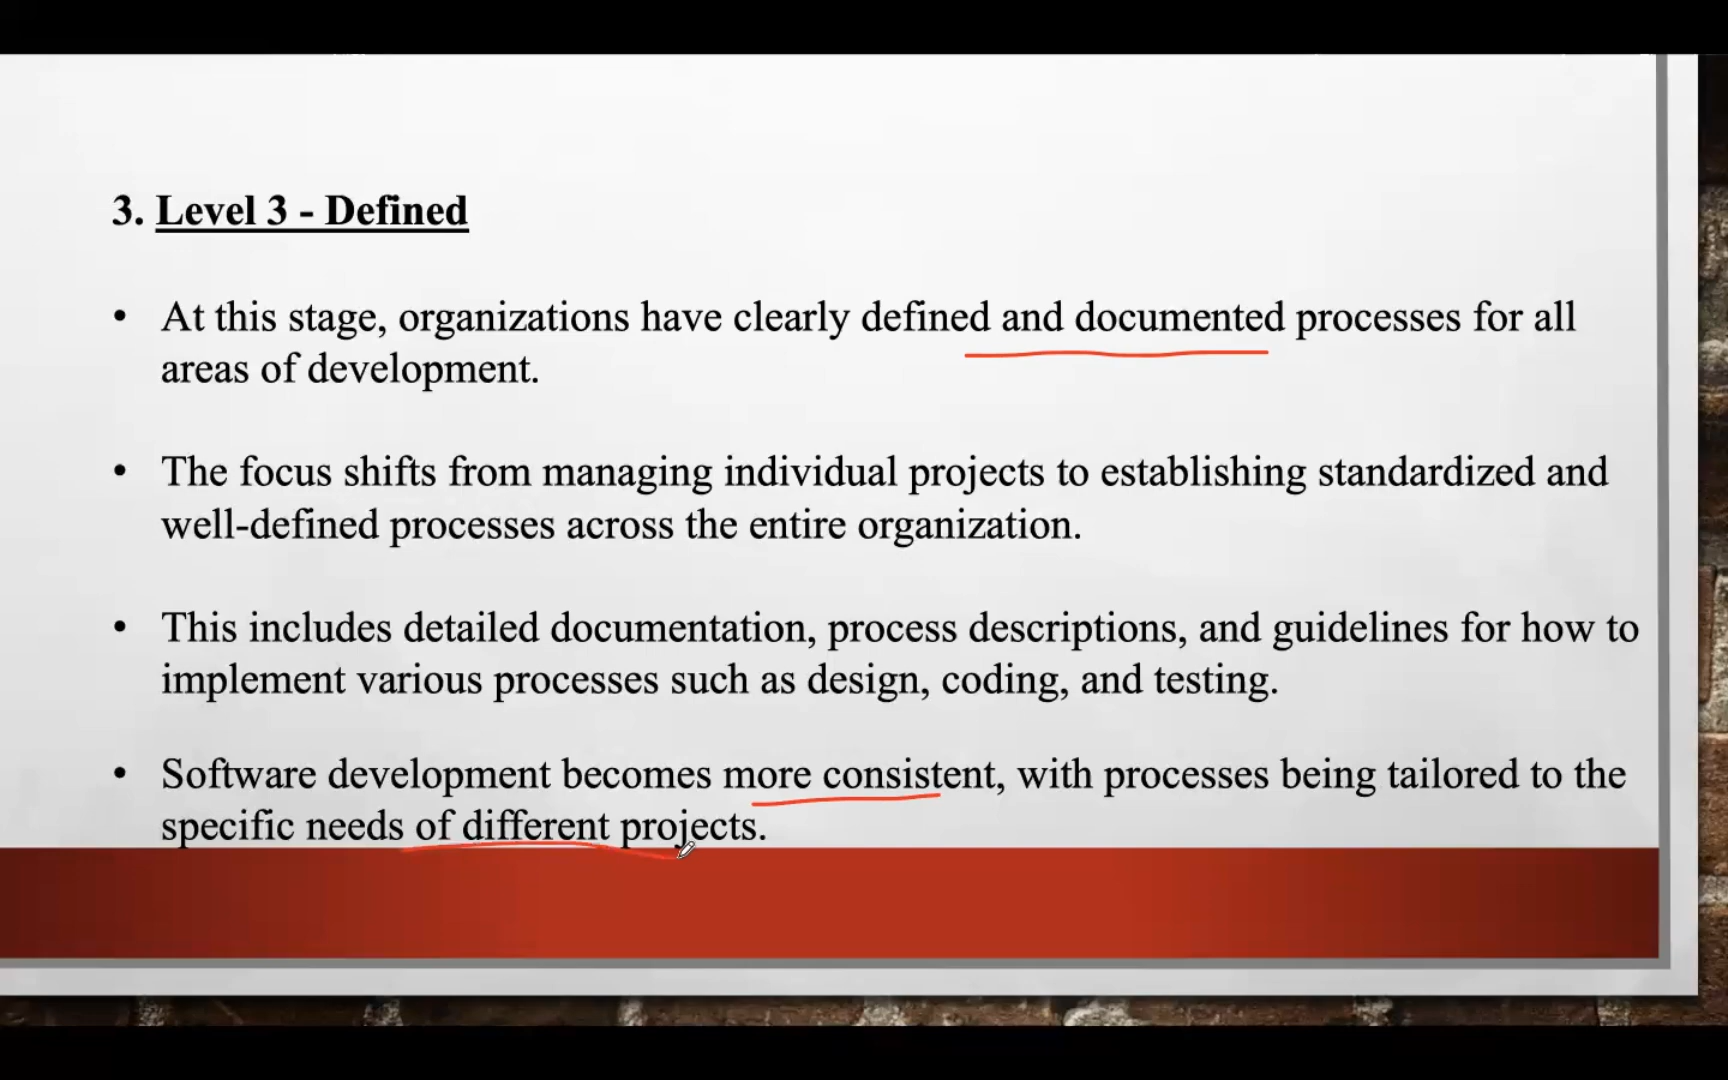 3. Level 3 - Defined
• At this stage, organizations have clearly defined and documented processes for all
areas of development.
• The focus shifts from managing individual projects to establishing standardized and
well-defined processes across the entire organization.
• This includes detailed documentation, process descriptions, and guidelines for how to
implement various processes such as design, coding, and testing.
• Software development becomes more consistent, with processes being tailored to the
specific needs of different projects.